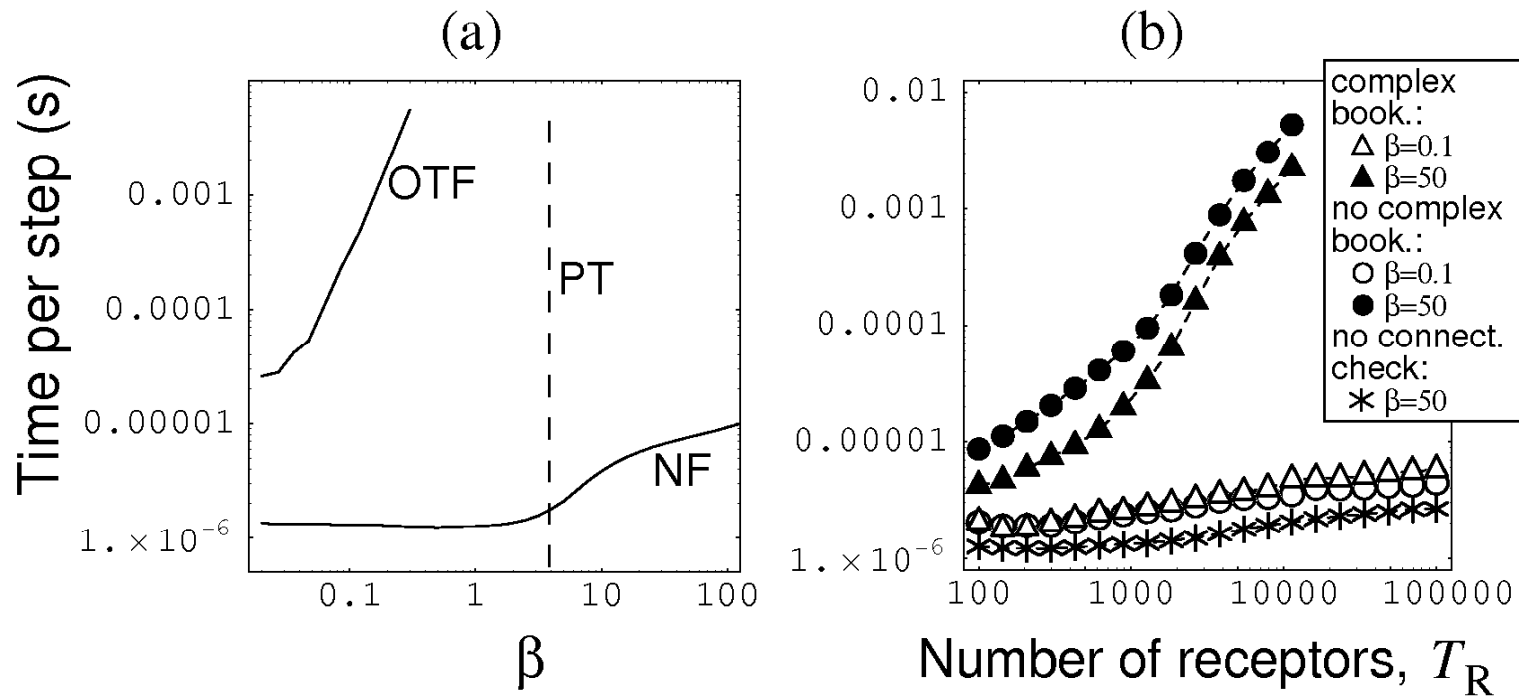 (a)
Time per step (s)
0.001
0.0001
0.00001
1.×10⁻⁶
OTF
PT
NF
0.1
1
10
100
β
(b)
0.01
0.001
0.0001
0.00001
1.×10⁻⁶
100
1000
10000
100000
Number of receptors, T_R
complex
book.:
β=0.1
β=50
no complex
book.:
β=0.1
β=50
no connect.
check:
β=50